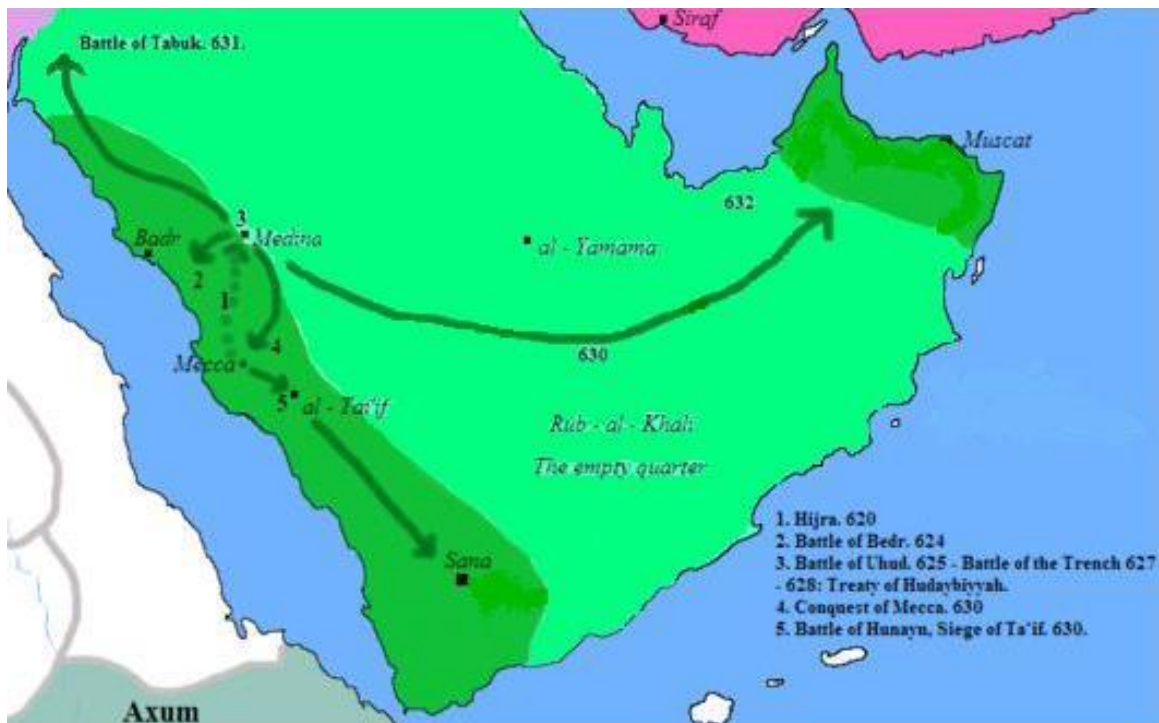 Siraf
Battle of Tabuk. 631.
Muscat
632
3
Badr
Medina
al - Yamama
2
1
4
630
Mecca
5
al - Ta'if
Rub - al - Khali
The empty quarter
1. Hijra. 620
2. Battle of Bedr. 624
3. Battle of Uhud. 625 - Battle of the Trench 627
- 628: Treaty of Hudaybiyyah.
4. Conquest of Mecca. 630
5. Battle of Hunayn, Siege of Ta'if. 630.
Sana
Axum